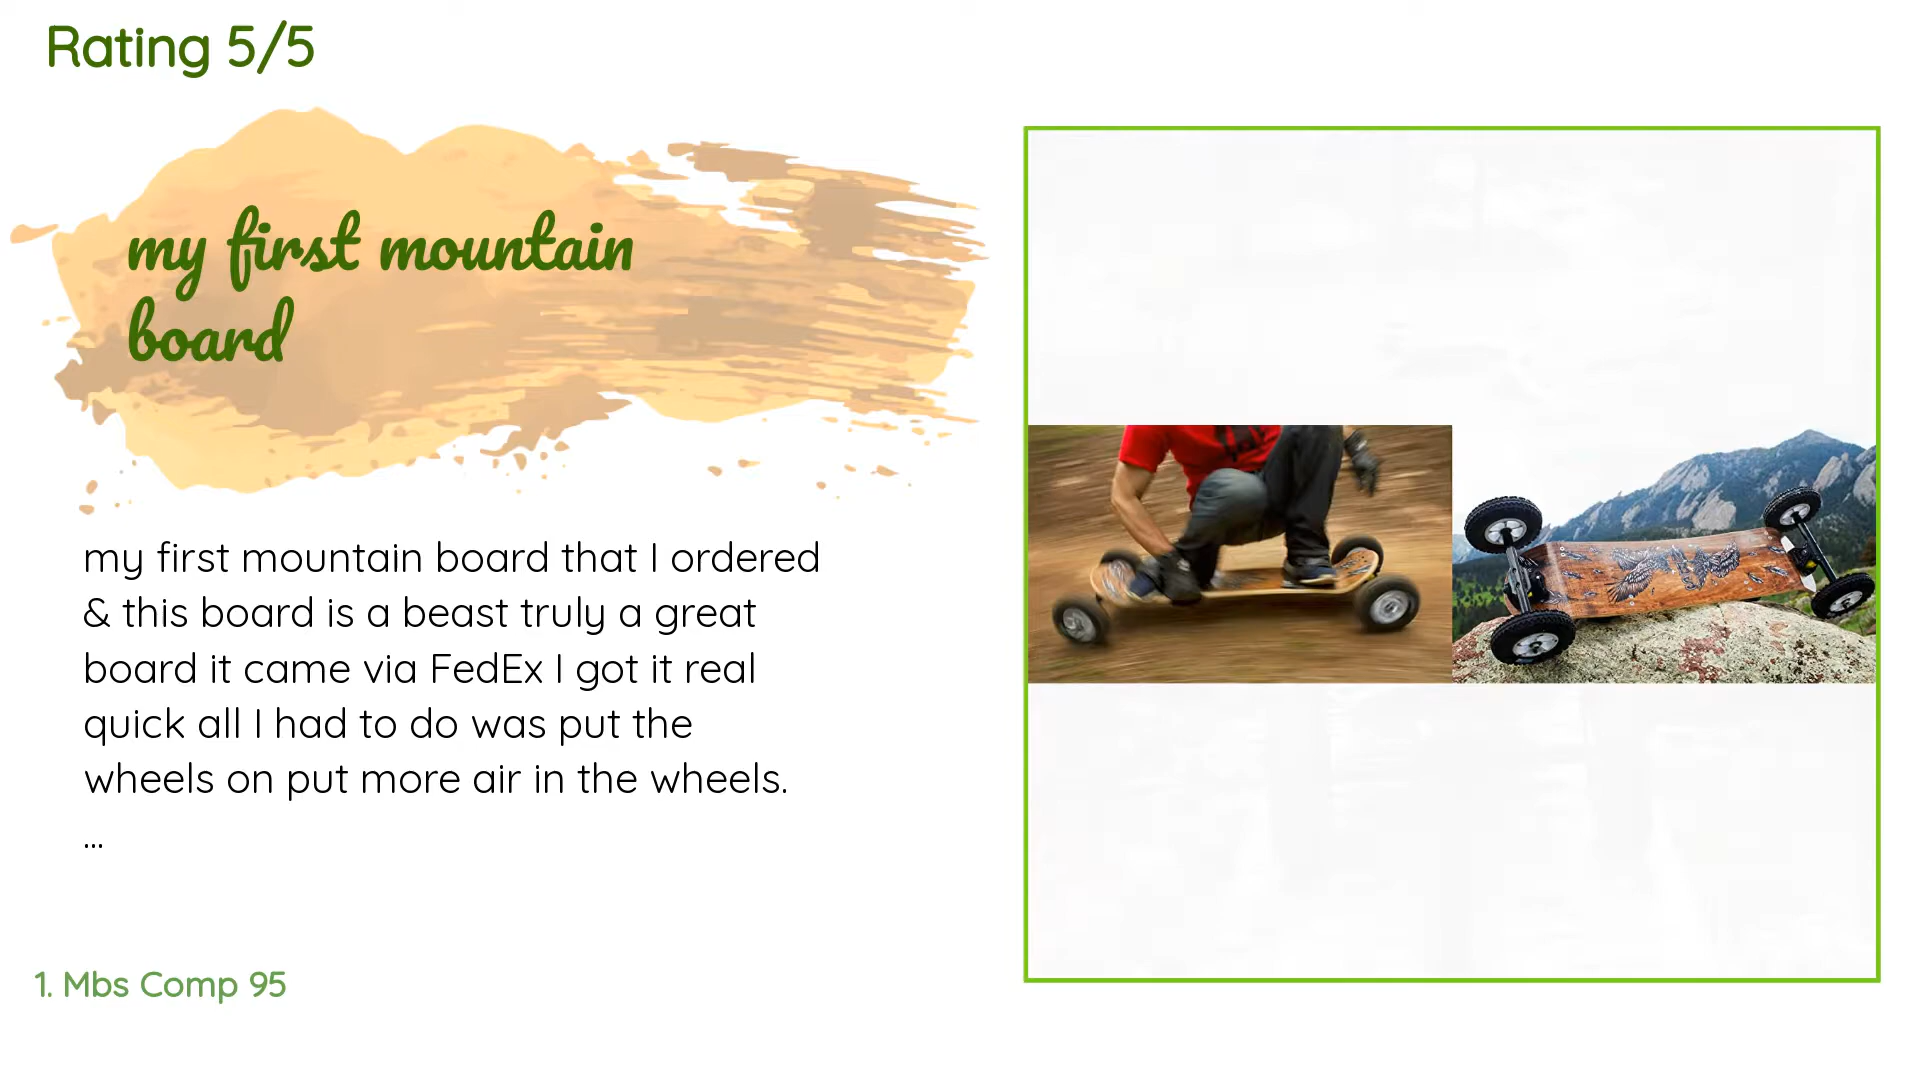 Rating 5/5
my first mountain
board
my first mountain board that I ordered
& this board is a beast truly a great
board it came via FedEx I got it real
quick all I had to do was put the
wheels on put more air in the wheels.
...
1. Mbs Comp 95